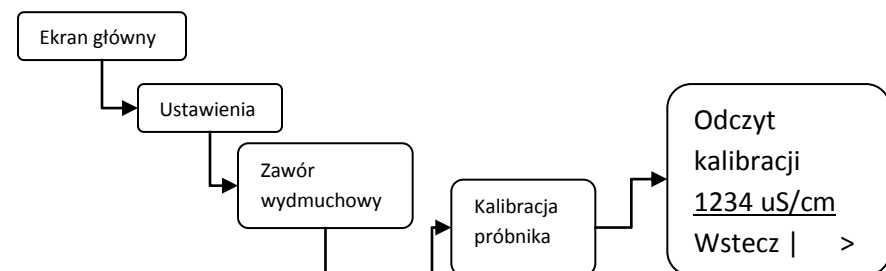 Ekran główny
Ustawienia
Zawór
wydmuchowy
Kalibracja
próbnika
Odczyt
kalibracji
1234 uS/cm
Wstecz | >